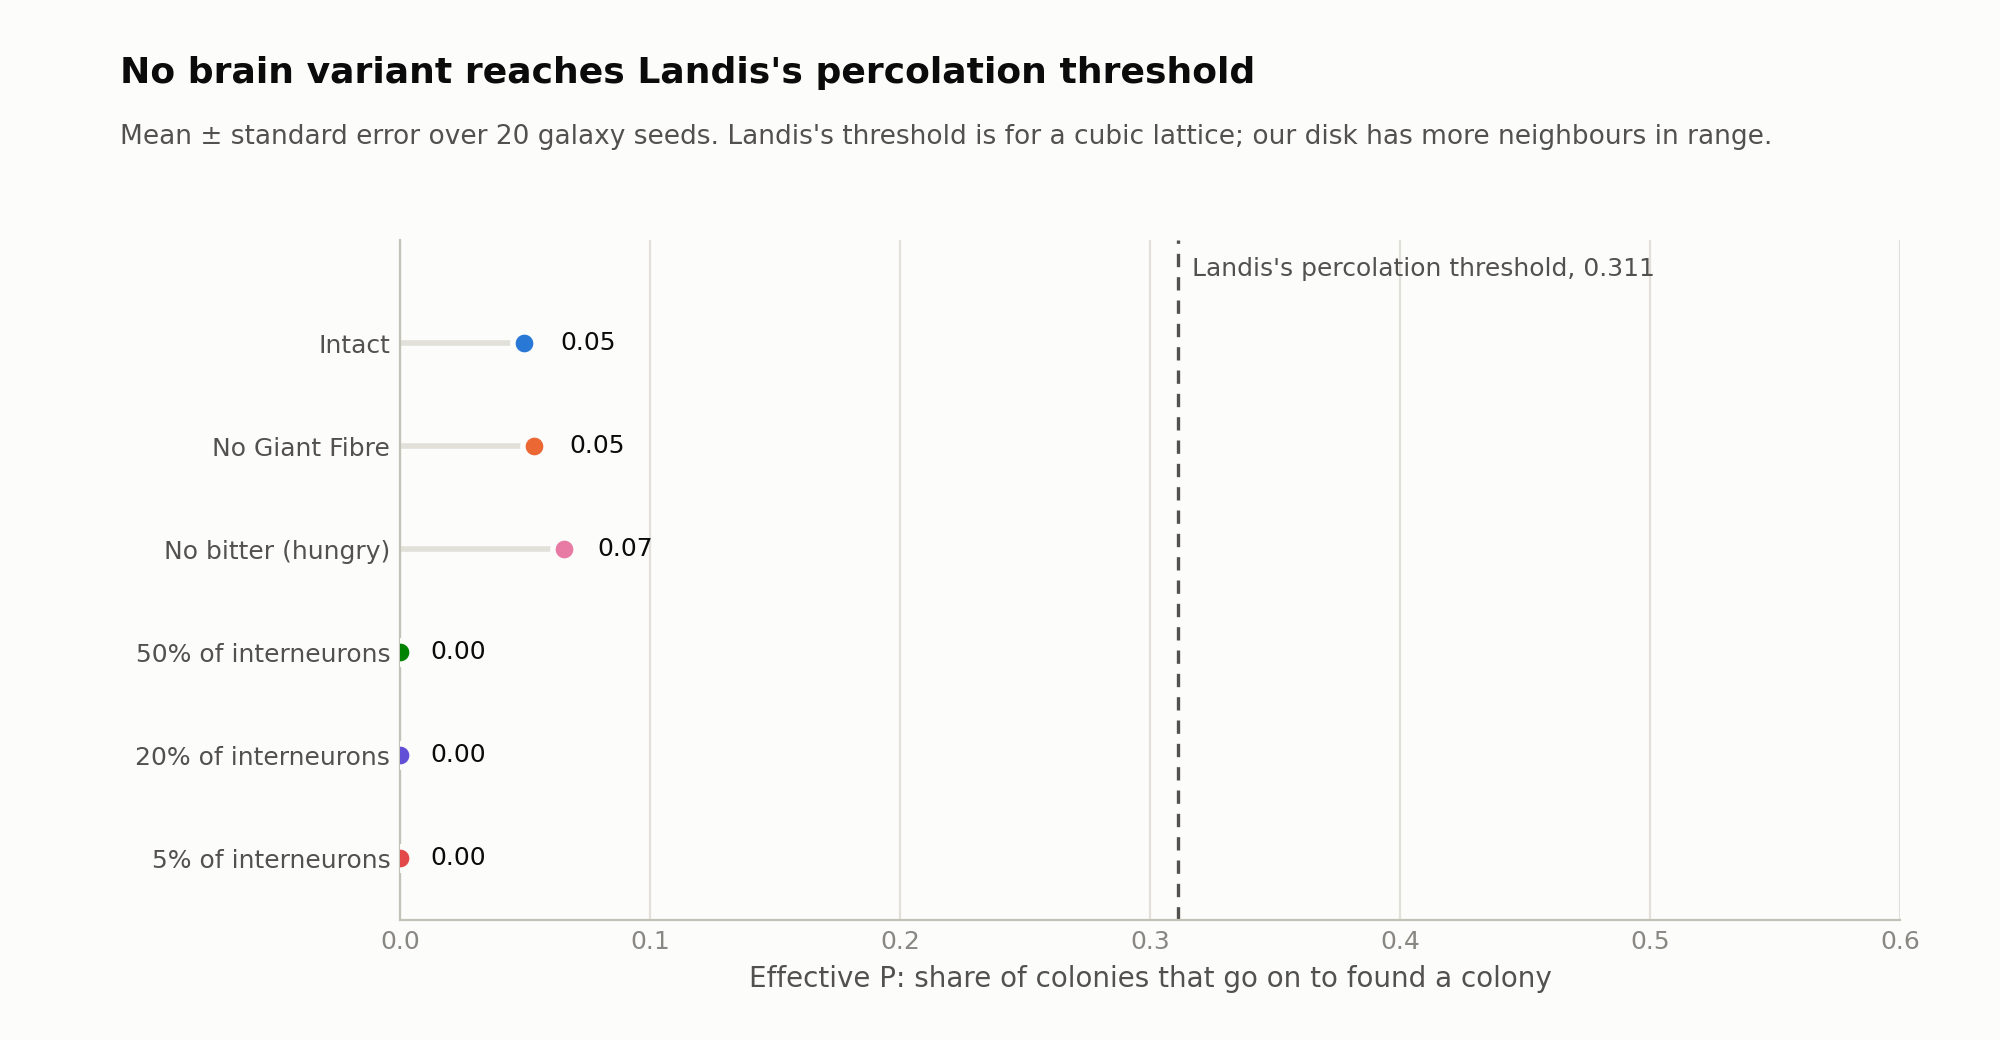 No brain variant reaches Landis's percolation threshold
Mean ± standard error over 20 galaxy seeds. Landis's threshold is for a cubic lattice; our disk has more neighbours in range.
Landis's percolation threshold, 0.311
Intact 0.05
No Giant Fibre 0.05
No bitter (hungry) 0.07
50% of interneurons 0.00
20% of interneurons 0.00
5% of interneurons 0.00
0.0 0.1 0.2 0.3 0.4 0.5 0.6
Effective P: share of colonies that go on to found a colony